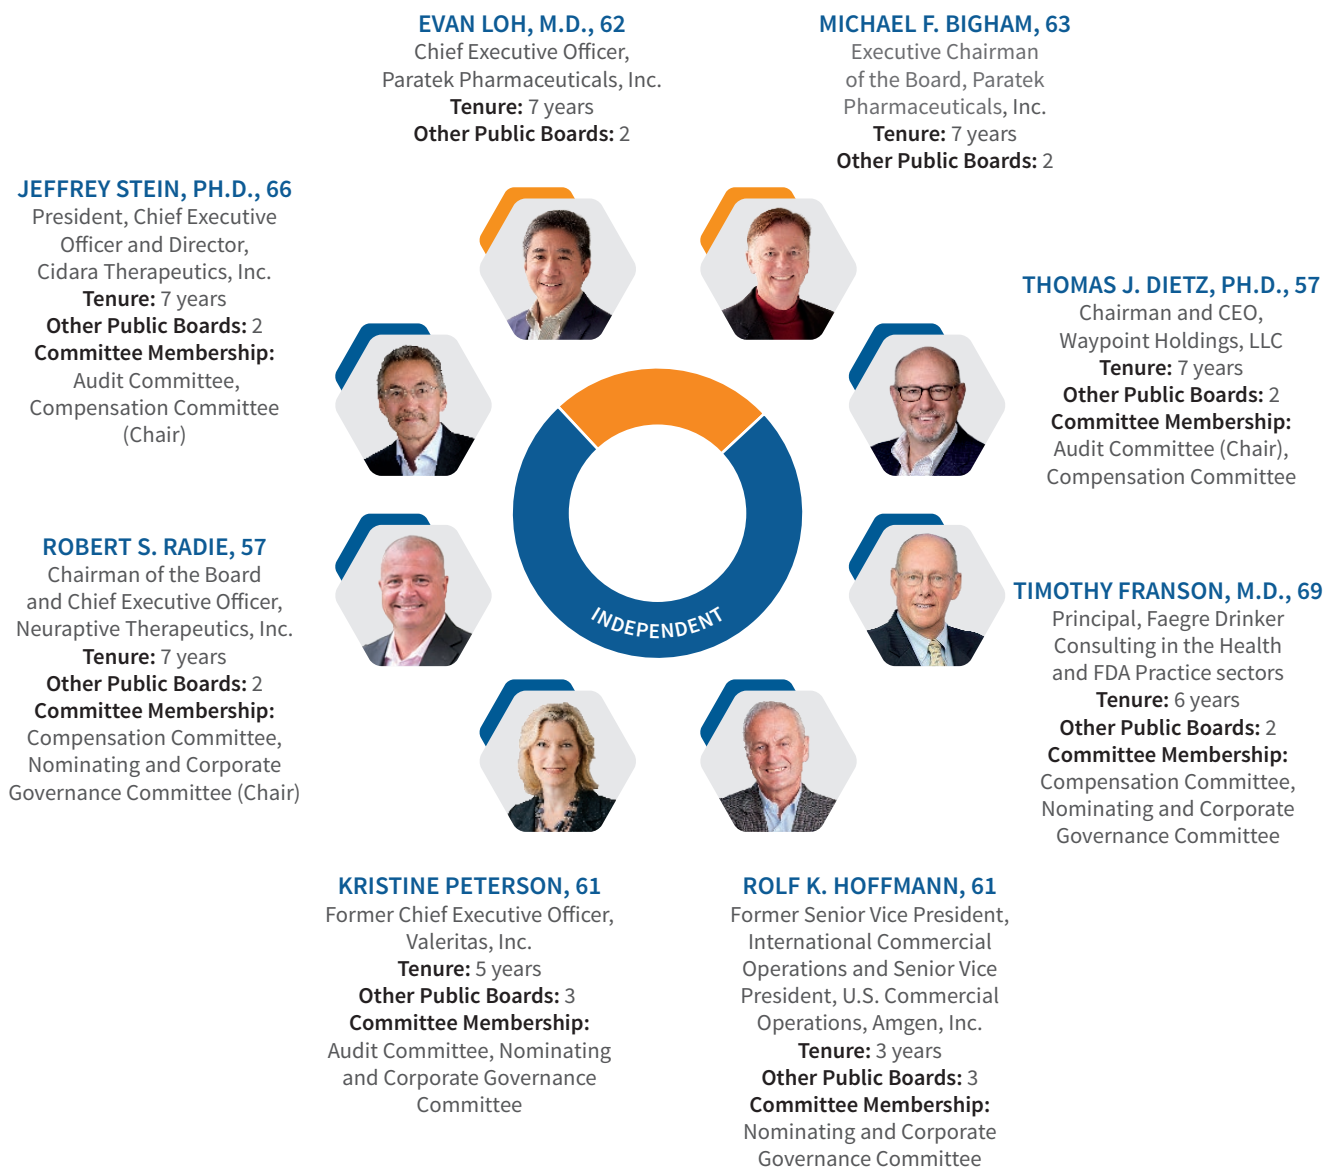 EVAN LOH, M.D., 62
Chief Executive Officer,
Paratek Pharmaceuticals, Inc.
Tenure: 7 years
Other Public Boards: 2
MICHAEL F. BIGHAM, 63
Executive Chairman
of the Board, Paratek
Pharmaceuticals, Inc.
Tenure: 7 years
Other Public Boards: 2
JEFFREY STEIN, PH.D., 66
President, Chief Executive
Officer and Director,
Cidara Therapeutics, Inc.
Tenure: 7 years
Other Public Boards: 2
Committee Membership:
Audit Committee,
Compensation Committee
(Chair)
THOMAS J. DIETZ, PH.D., 57
Chairman and CEO,
Waypoint Holdings, LLC
Tenure: 7 years
Other Public Boards: 2
Committee Membership:
Audit Committee (Chair),
Compensation Committee
ROBERT S. RADIE, 57
Chairman of the Board
and Chief Executive Officer,
Neuraptive Therapeutics, Inc.
Tenure: 7 years
Other Public Boards: 2
Committee Membership:
Compensation Committee,
Nominating and Corporate
Governance Committee (Chair)
INDEPENDENT
TIMOTHY FRANSON, M.D., 69
Principal, Faegre Drinker
Consulting in the Health
and FDA Practice sectors
Tenure: 6 years
Other Public Boards: 2
Committee Membership:
Compensation Committee,
Nominating and Corporate
Governance Committee
KRISTINE PETERSON, 61
Former Chief Executive Officer,
Valeritas, Inc.
Tenure: 5 years
Other Public Boards: 3
Committee Membership:
Audit Committee, Nominating
and Corporate Governance
Committee
ROLF K. HOFFMANN, 61
Former Senior Vice President,
International Commercial
Operations and Senior Vice
President, U.S. Commercial
Operations, Amgen, Inc.
Tenure: 3 years
Other Public Boards: 3
Committee Membership:
Nominating and Corporate
Governance Committee